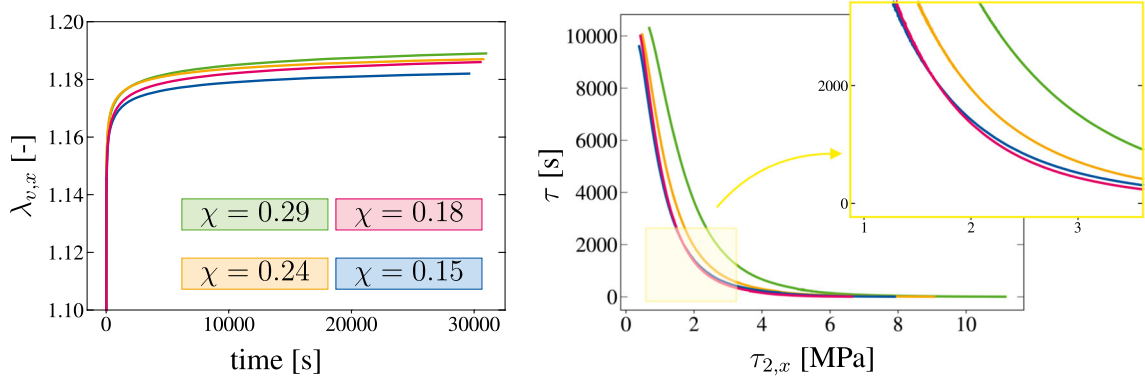 1.20
1.18
1.16
1.14
1.12
1.10
λ_{v,x} [-]
χ = 0.29
χ = 0.18
χ = 0.24
χ = 0.15
0 10000 20000 30000
time [s]
10000
8000
6000
4000
2000
0
τ [s]
0 2 4 6 8 10
τ_{2,x} [MPa]
2000
0
1 2 3